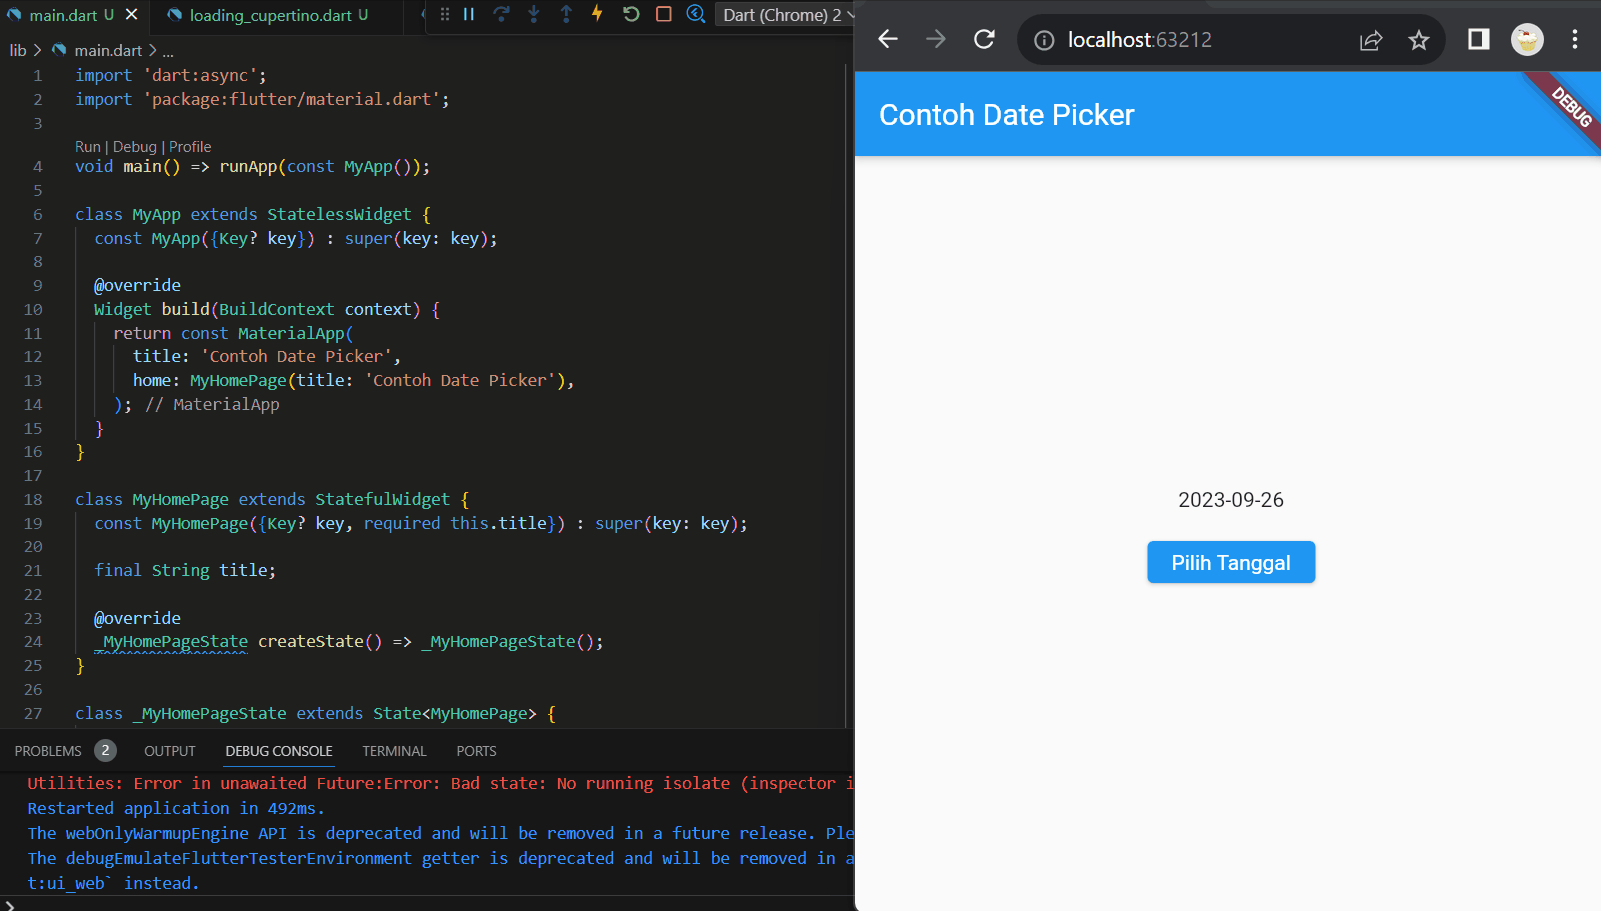 main.dart U
loading_cupertino.dart U
Dart (Chrome) 2
lib > main.dart > ...
1 import 'dart:async';
2 import 'package:flutter/material.dart';
3
Run | Debug | Profile
4 void main() => runApp(const MyApp());
5
6 class MyApp extends StatelessWidget {
7 const MyApp({Key? key}) : super(key: key);
8
9 @override
10 Widget build(BuildContext context) {
11 return const MaterialApp(
12 title: 'Contoh Date Picker',
13 home: MyHomePage(title: 'Contoh Date Picker'),
14 ); // MaterialApp
15 }
16 }
17
18 class MyHomePage extends StatefulWidget {
19 const MyHomePage({Key? key, required this.title}) : super(key: key);
20
21 final String title;
22
23 @override
24 _MyHomePageState createState() => _MyHomePageState();
25 }
26
27 class _MyHomePageState extends State<MyHomePage> {
PROBLEMS 2 OUTPUT DEBUG CONSOLE TERMINAL PORTS
Utilities: Error in unawaited Future:Error: Bad state: No running isolate (inspector i
Restarted application in 492ms.
The webOnlyWarmupEngine API is deprecated and will be removed in a future release. Ple
The debugEmulateFlutterTesterEnvironment getter is deprecated and will be removed in a
t:ui_web` instead.
>
localhost:63212
Contoh Date Picker
DEBUG
2023-09-26
Pilih Tanggal